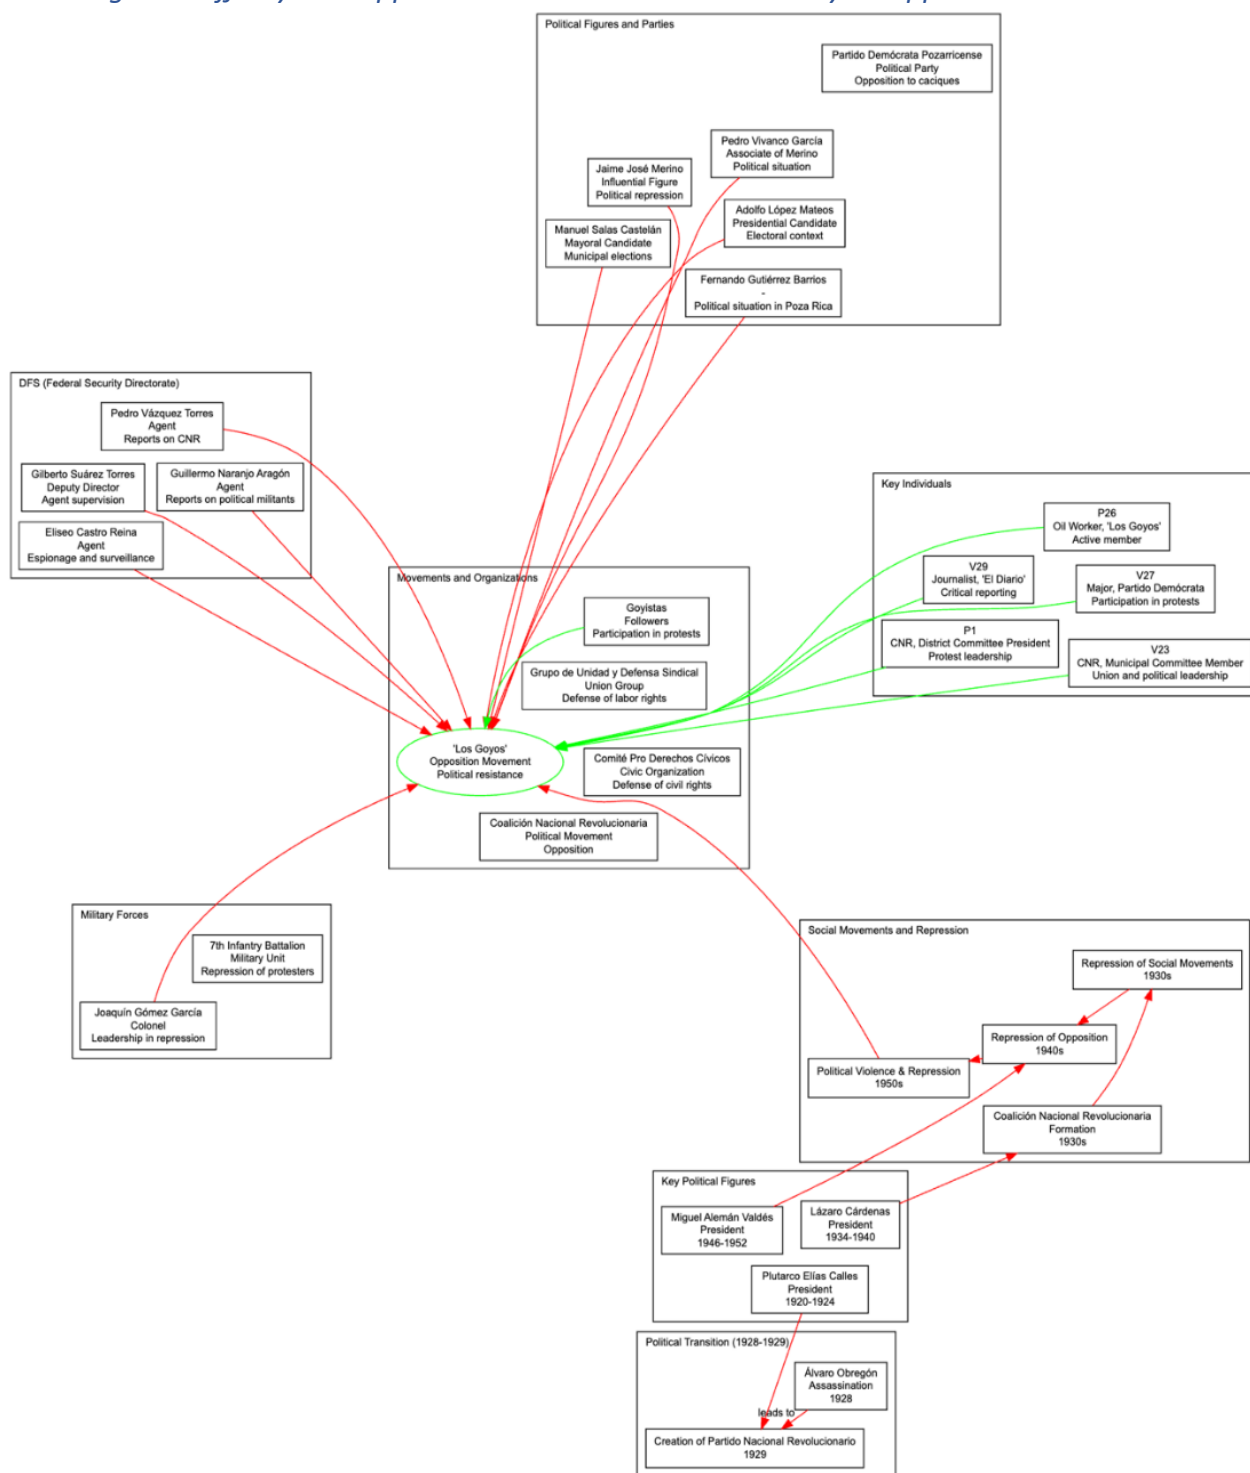 Political Figures and Parties
Partido Demócrata Pozarricense
Political Party
Opposition to caciques
Pedro Vivanco García
Associate of Merino
Political situation
Jaime José Merino
Influential Figure
Political repression
Adolfo López Mateos
Presidential Candidate
Electoral context
Manuel Salas Castelán
Mayoral Candidate
Municipal elections
Fernando Gutiérrez Barrios
-
Political situation in Poza Rica
DFS (Federal Security Directorate)
Pedro Vázquez Torres
Agent
Reports on CNR
Gilberto Suárez Torres
Deputy Director
Agent supervision
Guillermo Naranjo Aragón
Agent
Reports on political militants
Eliseo Castro Reina
Agent
Espionage and surveillance
Key Individuals
P26
Oil Worker, 'Los Goyos'
Active member
V29
Journalist, 'El Diario'
Critical reporting
V27
Major, Partido Demócrata
Participation in protests
P1
CNR, District Committee President
Protest leadership
V23
CNR, Municipal Committee Member
Union and political leadership
Movements and Organizations
Goyistas
Followers
Participation in protests
Grupo de Unidad y Defensa Sindical
Union Group
Defense of labor rights
'Los Goyos'
Opposition Movement
Political resistance
Comité Pro Derechos Cívicos
Civic Organization
Defense of civil rights
Coalición Nacional Revolucionaria
Political Movement
Opposition
Military Forces
7th Infantry Battalion
Military Unit
Repression of protesters
Joaquín Gómez García
Colonel
Leadership in repression
Social Movements and Repression
Repression of Social Movements
1930s
Repression of Opposition
1940s
Political Violence & Repression
1950s
Coalición Nacional Revolucionaria
Formation
1930s
Key Political Figures
Miguel Alemán Valdés
President
1946-1952
Lázaro Cárdenas
President
1934-1940
Plutarco Elías Calles
President
1920-1924
Political Transition (1928-1929)
Álvaro Obregón
Assassination
1928
leads to
Creation of Partido Nacional Revolucionario
1929